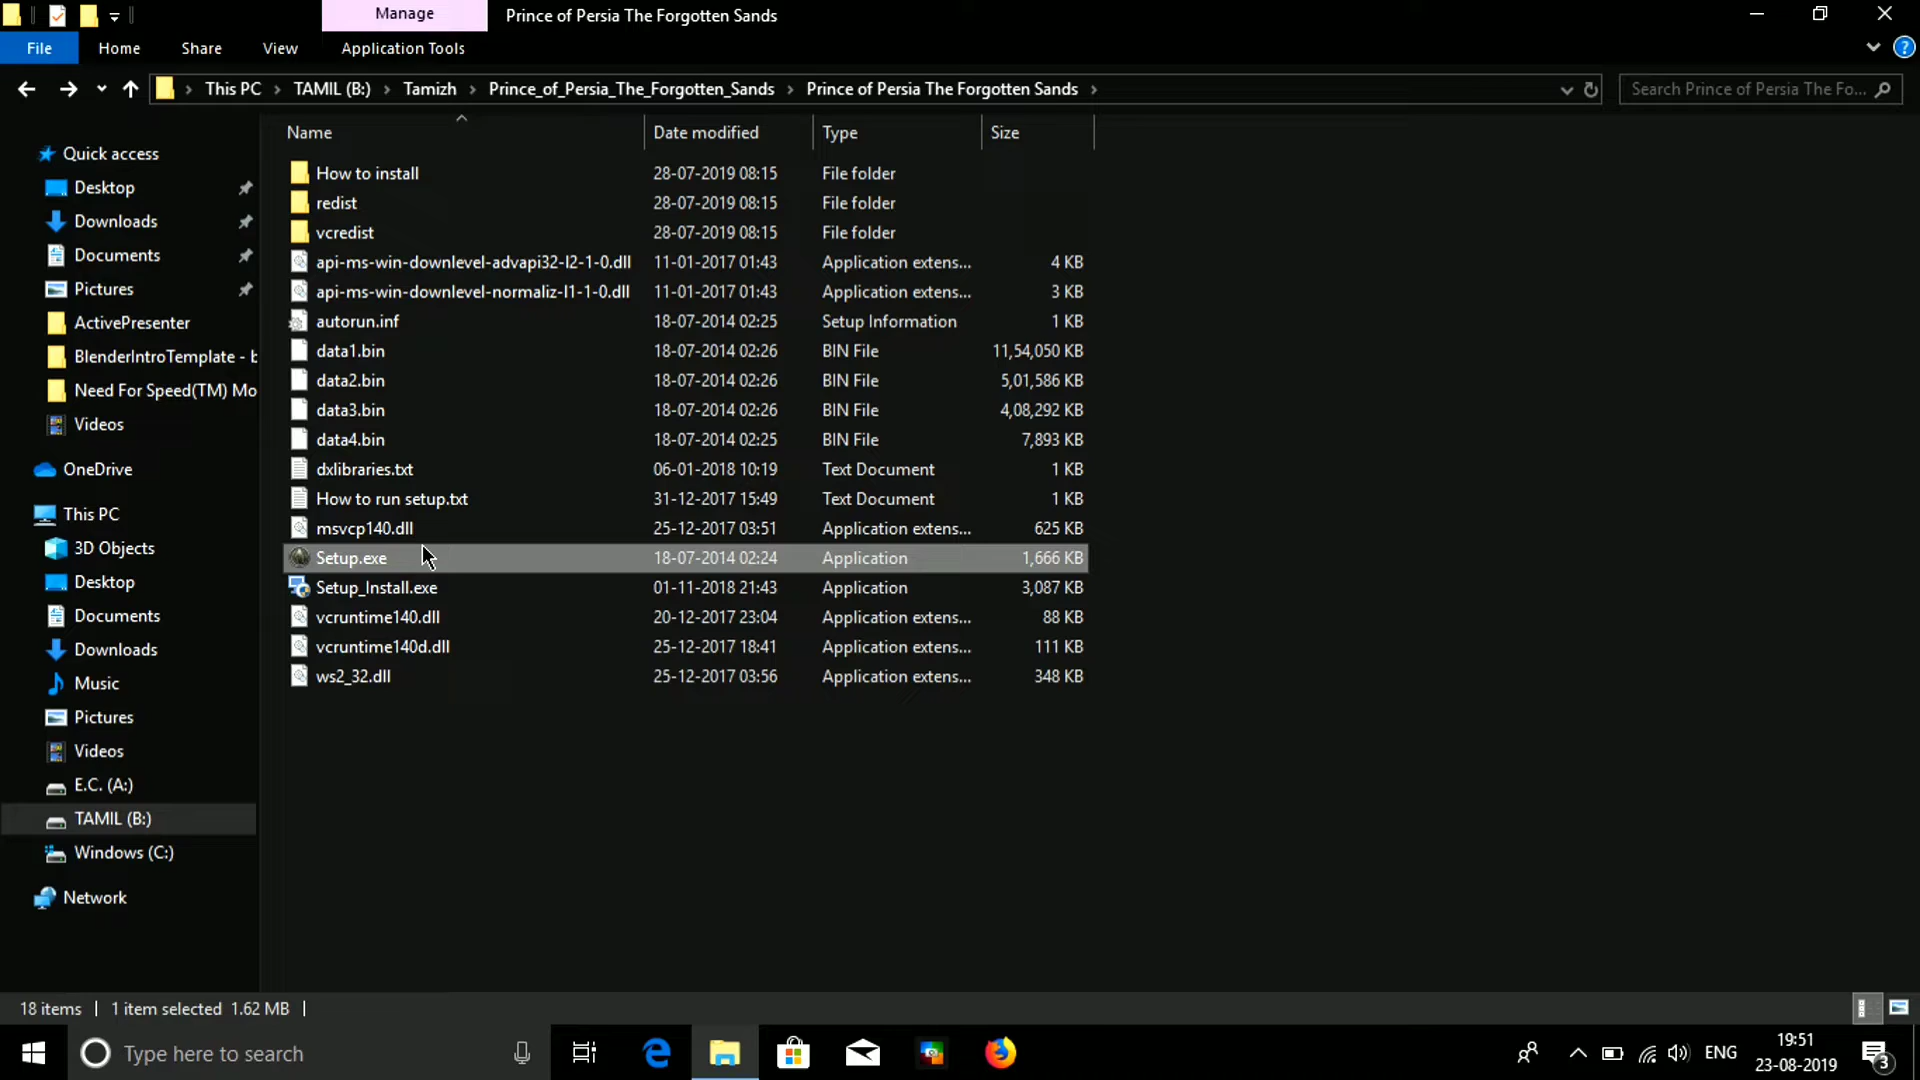 Manage
Prince of Persia The Forgotten Sands
File
Home
Share
View
Application Tools
This PC
TAMIL (B:)
Tamizh
Prince_of_Persia_The_Forgotten_Sands
Prince of Persia The Forgotten Sands
Search Prince of Persia The Fo...
Name
Date modified
Type
Size
Quick access
Desktop
Downloads
Documents
Pictures
ActivePresenter
BlenderIntroTemplate - b
Need For Speed(TM) Mo
Videos
OneDrive
This PC
3D Objects
Desktop
Documents
Downloads
Music
Pictures
Videos
E.C. (A:)
TAMIL (B:)
Windows (C:)
Network
How to install 28-07-2019 08:15 File folder
redist 28-07-2019 08:15 File folder
vcredist 28-07-2019 08:15 File folder
api-ms-win-downlevel-advapi32-l2-1-0.dll 11-01-2017 01:43 Application extens... 4 KB
api-ms-win-downlevel-normaliz-l1-1-0.dll 11-01-2017 01:43 Application extens... 3 KB
autorun.inf 18-07-2014 02:25 Setup Information 1 KB
data1.bin 18-07-2014 02:26 BIN File 11,54,050 KB
data2.bin 18-07-2014 02:26 BIN File 5,01,586 KB
data3.bin 18-07-2014 02:26 BIN File 4,08,292 KB
data4.bin 18-07-2014 02:25 BIN File 7,893 KB
dxlibraries.txt 06-01-2018 10:19 Text Document 1 KB
How to run setup.txt 31-12-2017 15:49 Text Document 1 KB
msvcp140.dll 25-12-2017 03:51 Application extens... 625 KB
Setup.exe 18-07-2014 02:24 Application 1,666 KB
Setup_Install.exe 01-11-2018 21:43 Application 3,087 KB
vcruntime140.dll 20-12-2017 23:04 Application extens... 88 KB
vcruntime140d.dll 25-12-2017 18:41 Application extens... 111 KB
ws2_32.dll 25-12-2017 03:56 Application extens... 348 KB
18 items
1 item selected 1.62 MB
Type here to search
ENG
19:51
23-08-2019
3